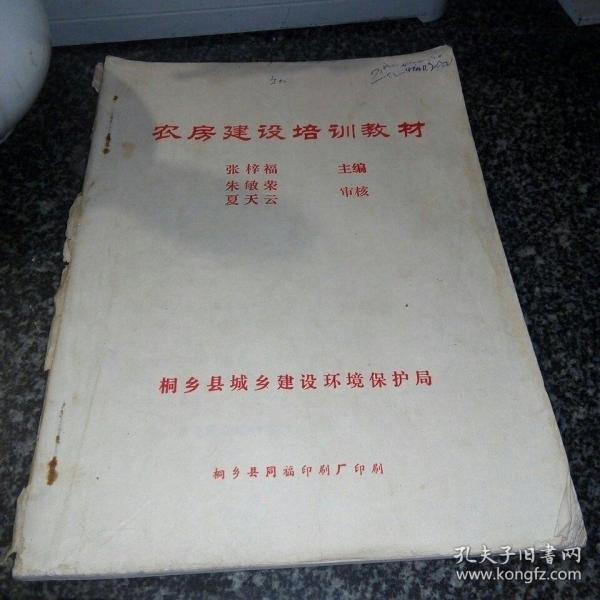 农房建设培训教材
张梓福 主编
朱敏荣
夏天云 审核
桐乡县城乡建设环境保护局
桐乡县同福印刷厂印刷
孔夫子旧书网
www.kongfz.com